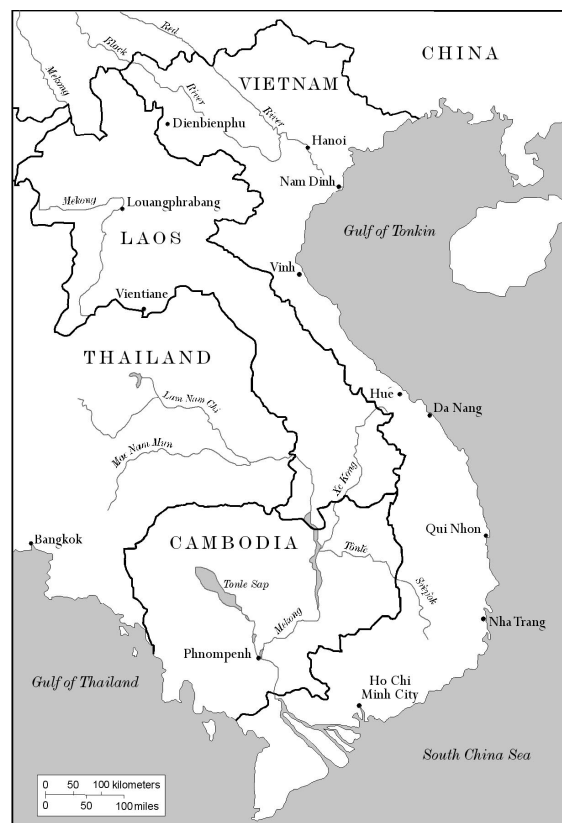 CHINA
Red
Black
VIETNAM
Mekong
River
River
Dienbienphu
Hanoi
Nam Dinh
Mekong
Louangphrabang
Gulf of Tonkin
LAOS
Vinh
Vientiane
THAILAND
Lam Nam Chi
Hué
Da Nang
Mae Nam Mun
Xe Kong
Bangkok
CAMBODIA
Qui Nhon
Tonle
Tonle Sap
Srepok
Mekong
Nha Trang
Phnompenh
Gulf of Thailand
Ho Chi
Minh City
South China Sea
0 50 100 kilometers
0 50 100 miles